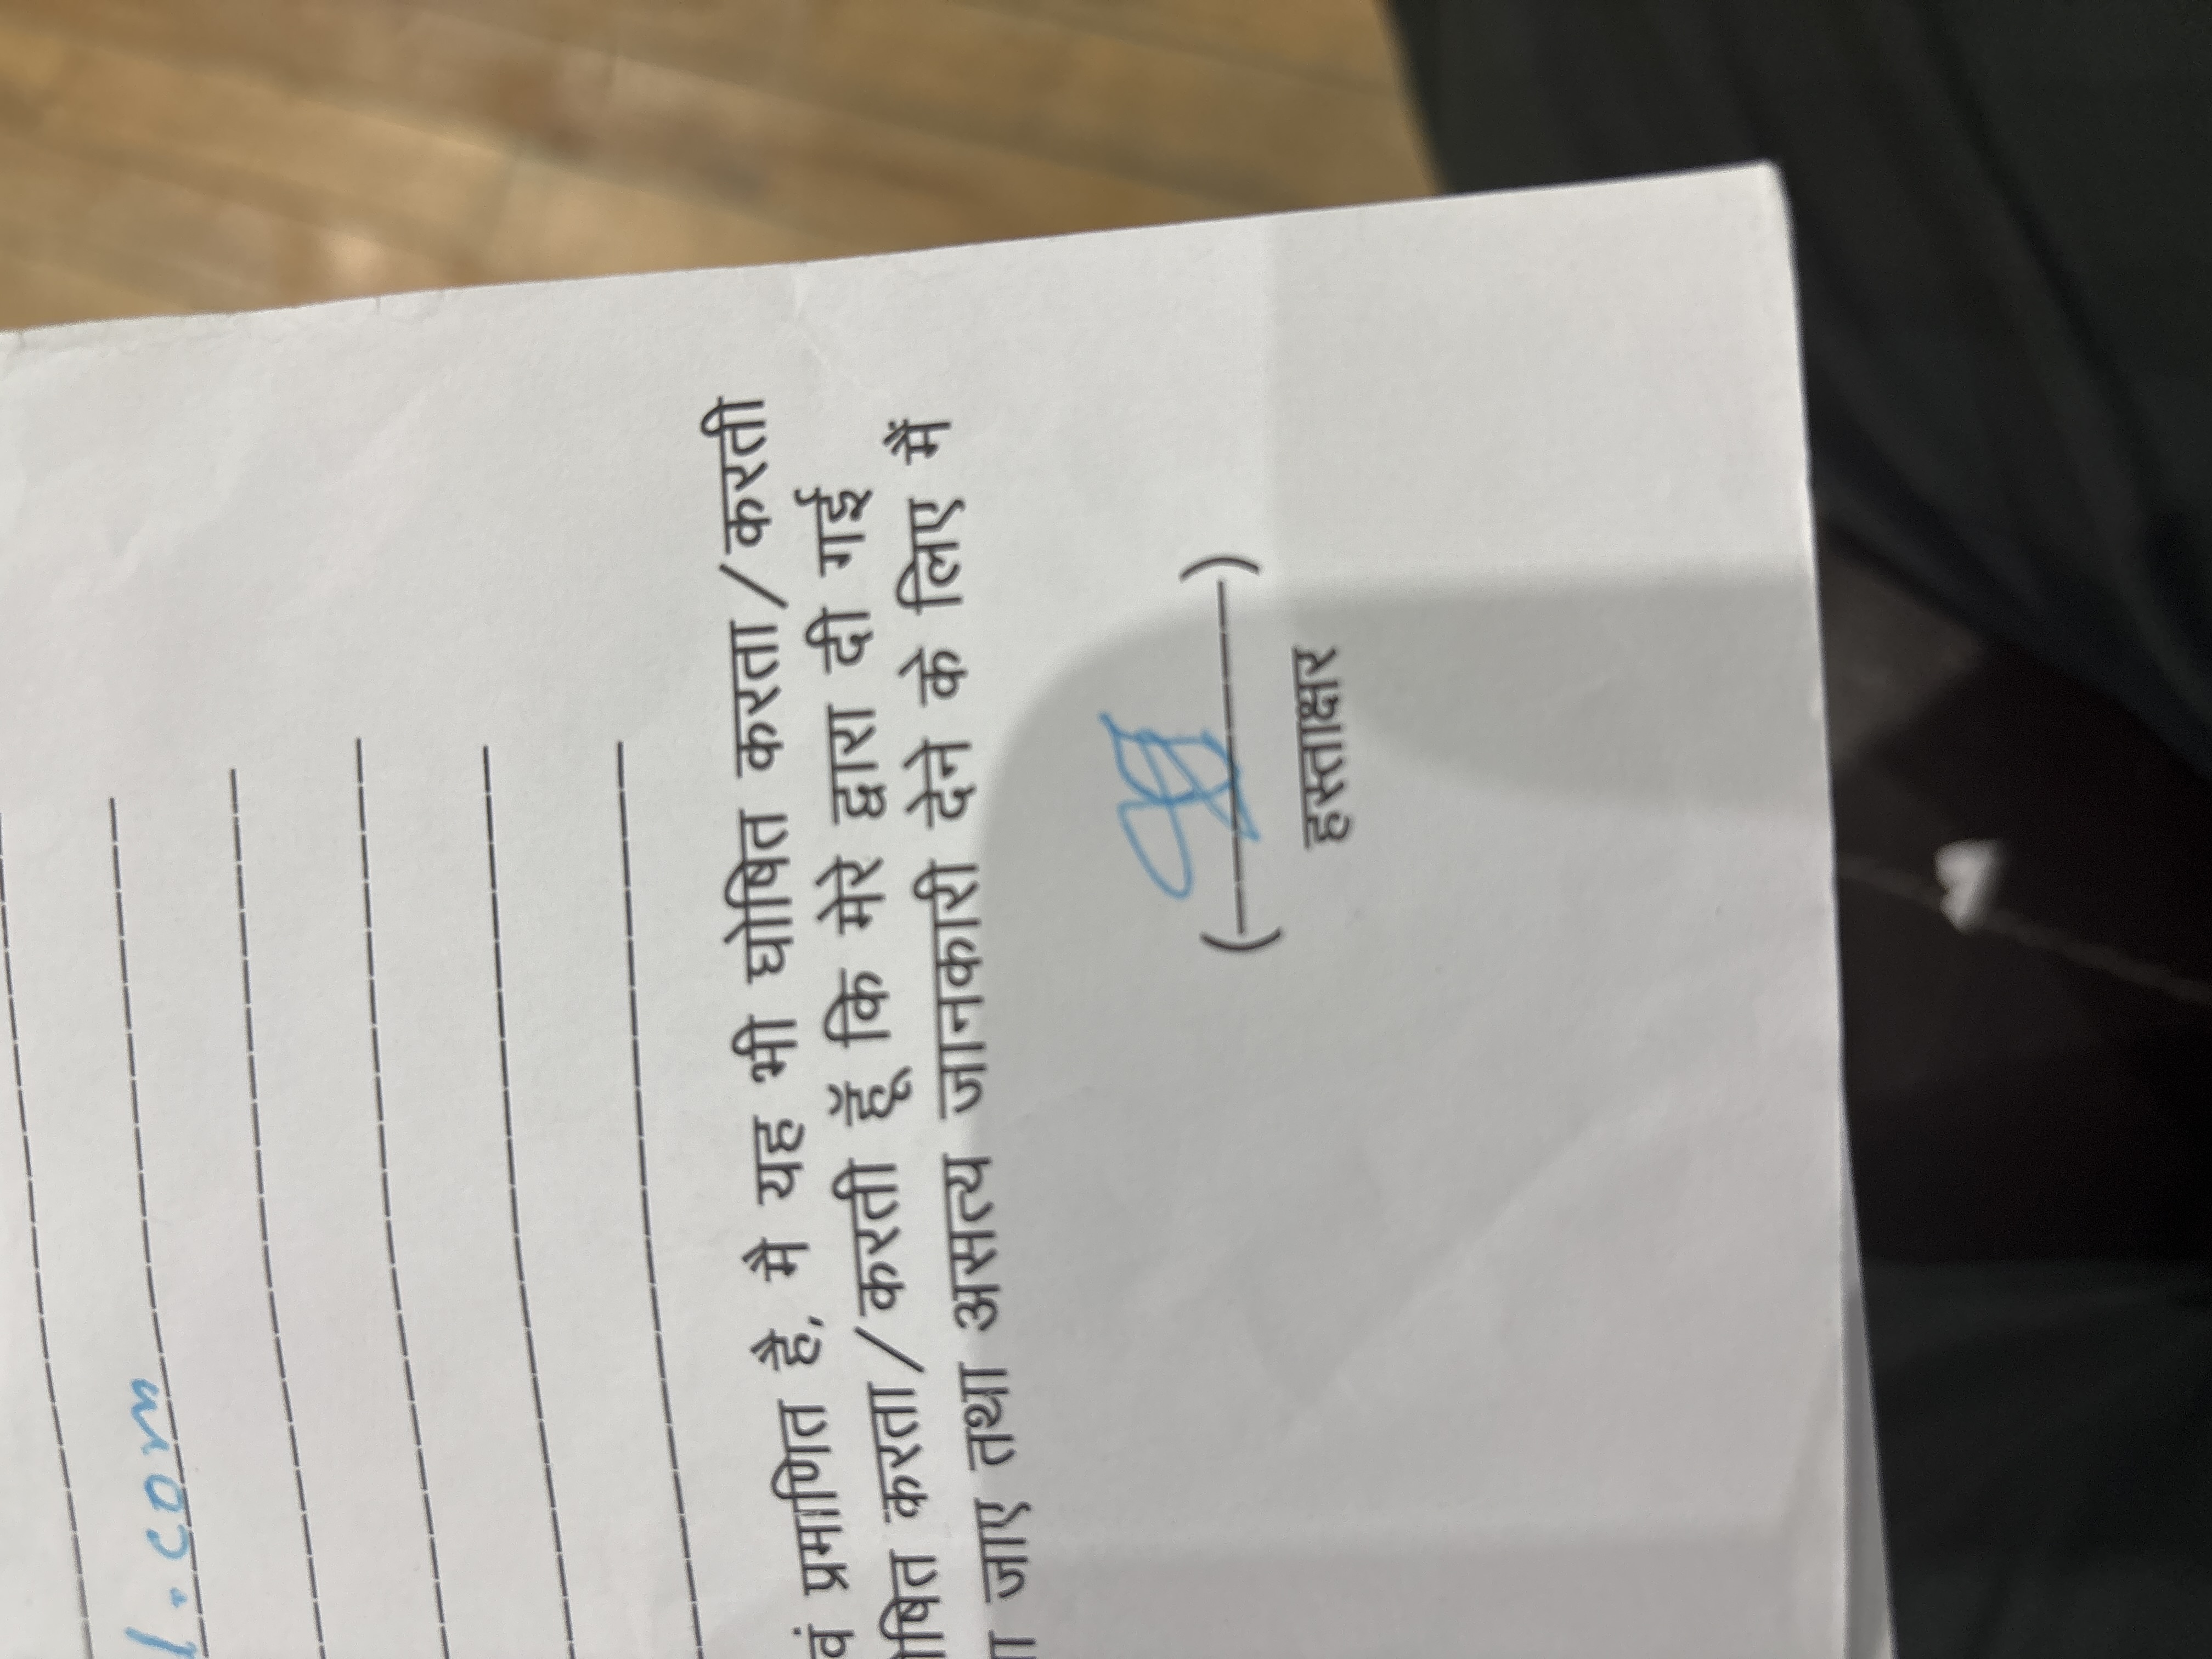 l.com
वं प्रमाणित है, मै यह भी घोषित करता/करती
षित करता/करती हूँ कि मेरे द्वारा दी गई
ा जाए तथा असत्य जानकारी देने के लिए मैं
(----------)
हस्ताक्षर